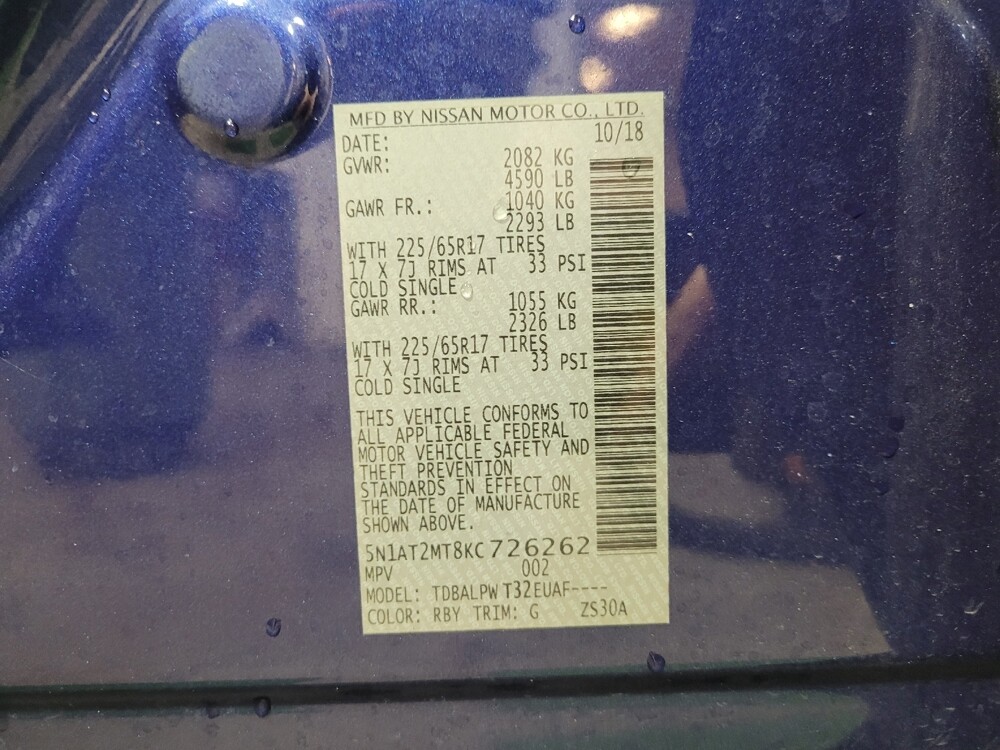 MFD BY NISSAN MOTOR CO., LTD.
DATE: 10/18
GVWR: 2082 KG
4590 LB
GAWR FR.: 1040 KG
2293 LB
WITH 225/65R17 TIRES
17 X 7J RIMS AT 33 PSI
COLD SINGLE
GAWR RR.: 1055 KG
2326 LB
WITH 225/65R17 TIRES
17 X 7J RIMS AT 33 PSI
COLD SINGLE
THIS VEHICLE CONFORMS TO
ALL APPLICABLE FEDERAL
MOTOR VEHICLE SAFETY AND
THEFT PREVENTION
STANDARDS IN EFFECT ON
THE DATE OF MANUFACTURE
SHOWN ABOVE.
5N1AT2MT8KC726262
MPV 002
MODEL: TDBALPW T32EUAF----
COLOR: RBY TRIM: G ZS30A